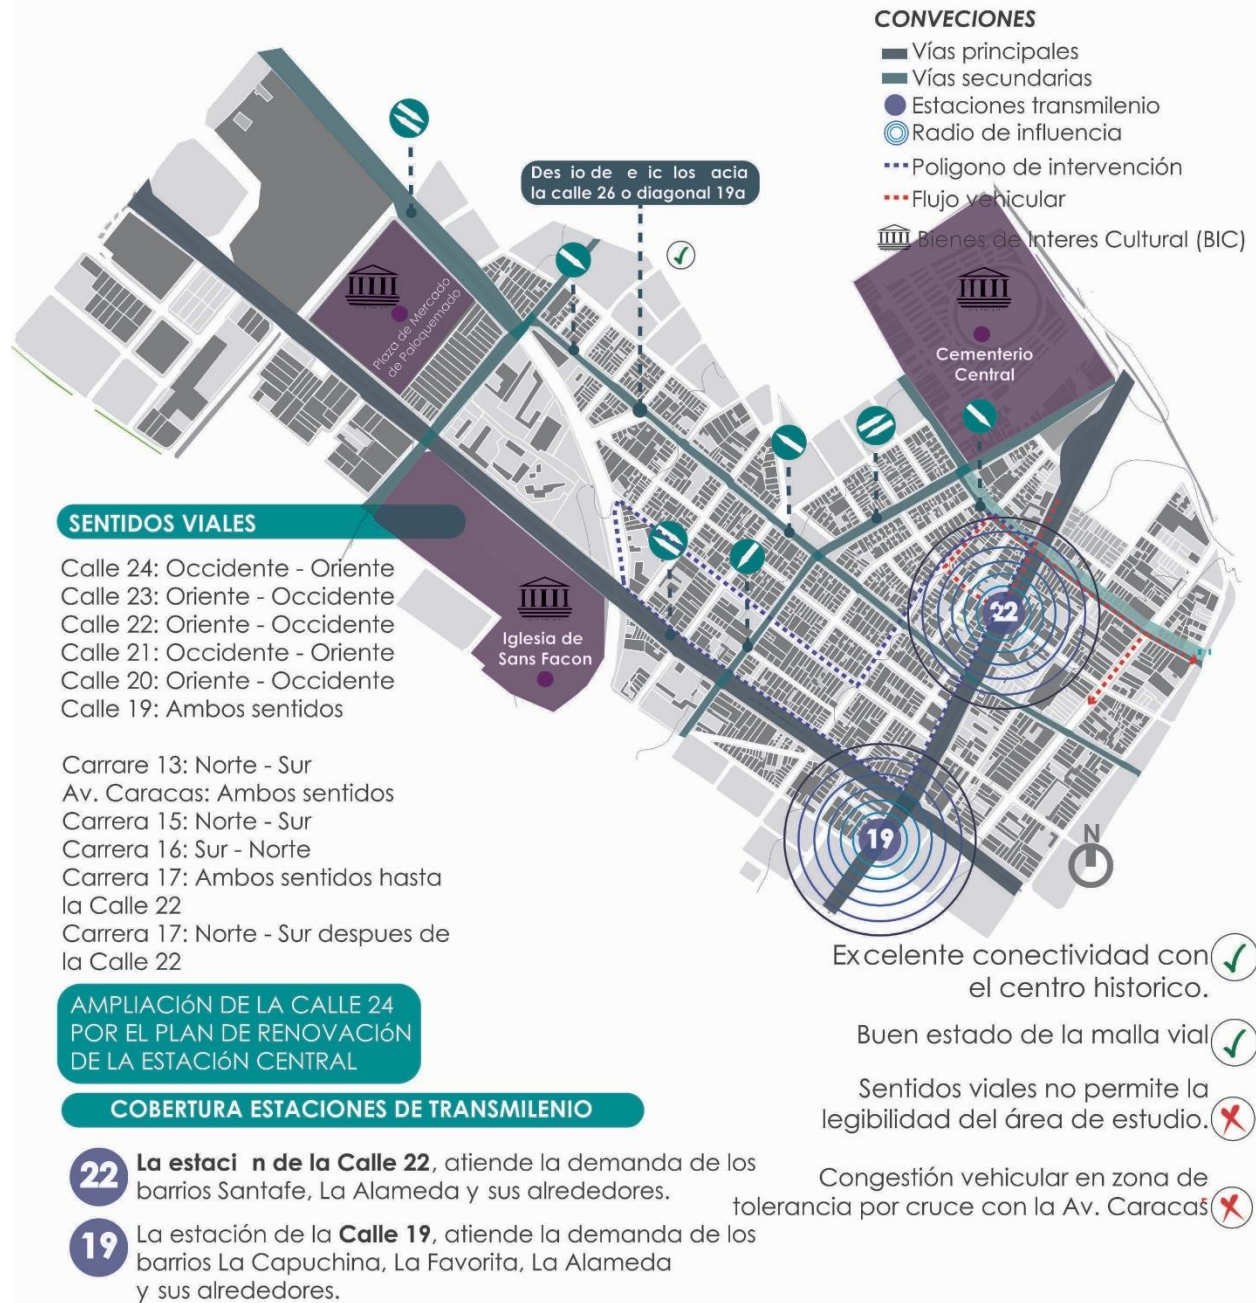 CONVECIONES
Vías principales
Vías secundarias
Estaciones transmilenio
Radio de influencia
Poligono de intervención
Flujo vehicular
Bienes de Interes Cultural (BIC)
Des io de e ic los acia
la calle 26 o diagonal 19a
Plaza de Mercado
de Paloquemado
Cementerio
Central
Iglesia de
Sans Facon
22
19
N
SENTIDOS VIALES
Calle 24: Occidente - Oriente
Calle 23: Oriente - Occidente
Calle 22: Oriente - Occidente
Calle 21: Occidente - Oriente
Calle 20: Oriente - Occidente
Calle 19: Ambos sentidos
Carrare 13: Norte - Sur
Av. Caracas: Ambos sentidos
Carrera 15: Norte - Sur
Carrera 16: Sur - Norte
Carrera 17: Ambos sentidos hasta
la Calle 22
Carrera 17: Norte - Sur despues de
la Calle 22
AMPLIACIóN DE LA CALLE 24
POR EL PLAN DE RENOVACIóN
DE LA ESTACIóN CENTRAL
COBERTURA ESTACIONES DE TRANSMILENIO
22
La estaci n de la Calle 22, atiende la demanda de los
barrios Santafe, La Alameda y sus alrededores.
19
La estación de la Calle 19, atiende la demanda de los
barrios La Capuchina, La Favorita, La Alameda
y sus alrededores.
Excelente conectividad con
el centro historico.
Buen estado de la malla vial
Sentidos viales no permite la
legibilidad del área de estudio.
Congestión vehicular en zona de
tolerancia por cruce con la Av. Caracas